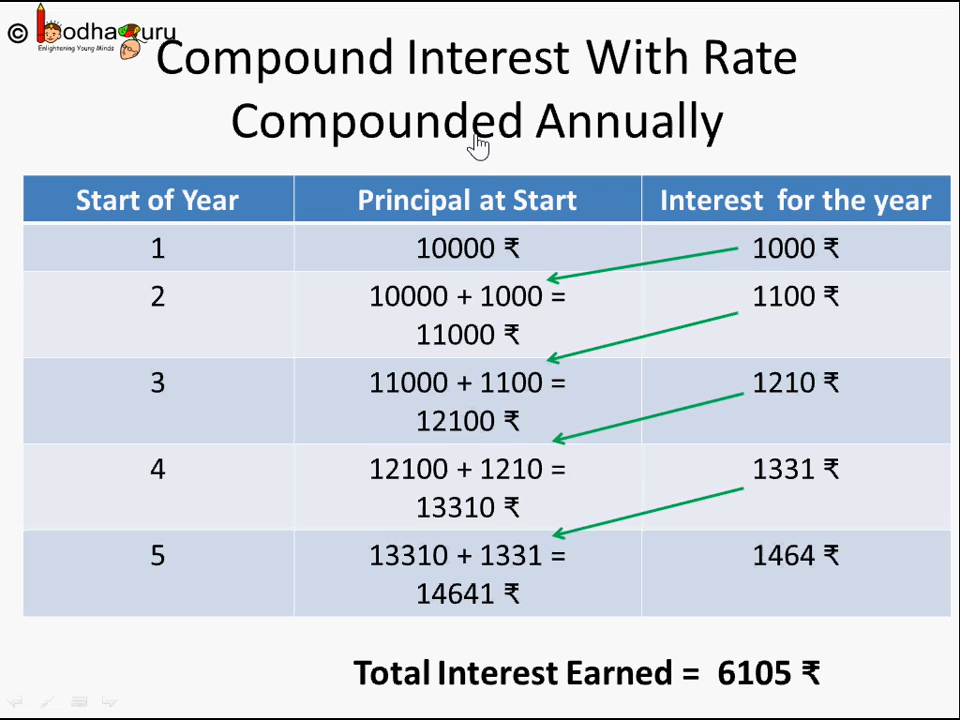 © BodhaGuru
Enlightening Young Minds
Compound Interest With Rate
Compounded Annually
Start of Year Principal at Start Interest for the year
1 10000 ₹ 1000 ₹
2 10000 + 1000 = 1100 ₹
11000 ₹
3 11000 + 1100 = 1210 ₹
12100 ₹
4 12100 + 1210 = 1331 ₹
13310 ₹
5 13310 + 1331 = 1464 ₹
14641 ₹
Total Interest Earned = 6105 ₹